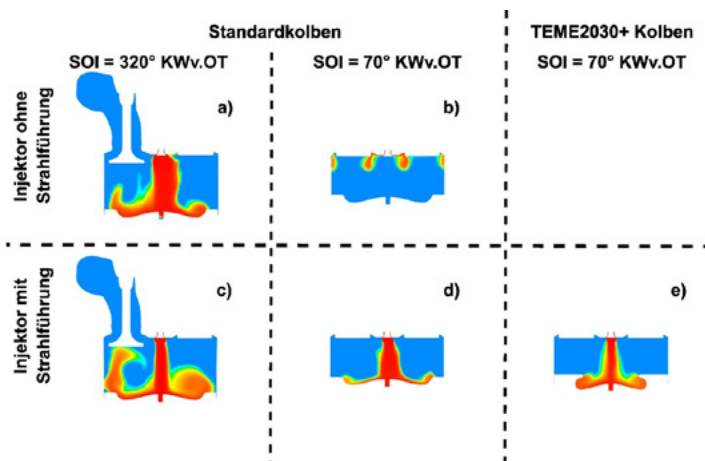 Standardkolben
TEME2030+ Kolben
SOI = 320° KWv.OT
SOI = 70° KWv.OT
SOI = 70° KWv.OT
Injektor ohne
Strahlführung
a)
b)
Injektor mit
Strahlführung
c)
d)
e)